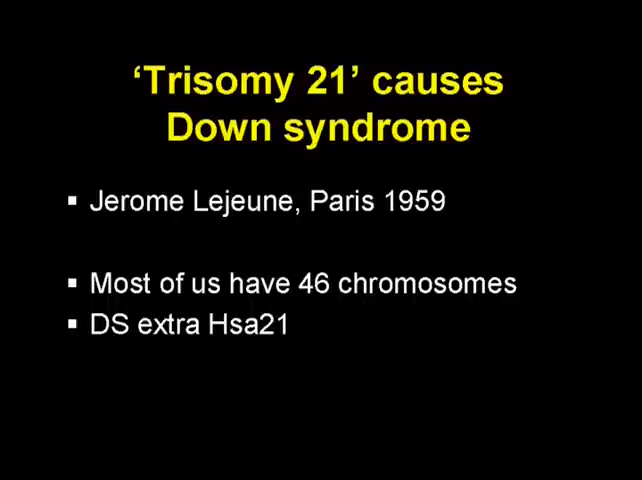 ‘Trisomy 21’ causes
Down syndrome
▪ Jerome Lejeune, Paris 1959
▪ Most of us have 46 chromosomes
▪ DS extra Hsa21